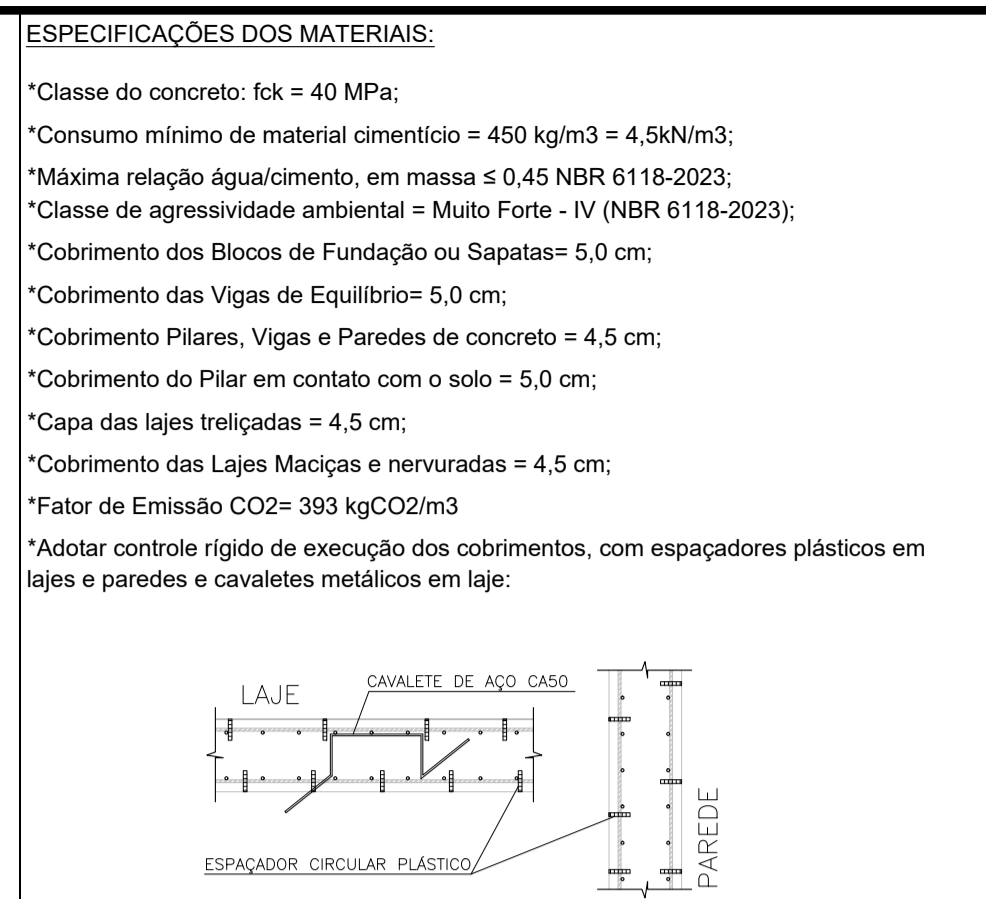 ESPECIFICAÇÕES DOS MATERIAIS:
*Classe do concreto: fck = 40 MPa;
*Consumo mínimo de material cimentício = 450 kg/m3 = 4,5kN/m3;
*Máxima relação água/cimento, em massa ≤ 0,45 NBR 6118-2023;
*Classe de agressividade ambiental = Muito Forte - IV (NBR 6118-2023);
*Cobrimento dos Blocos de Fundação ou Sapatas= 5,0 cm;
*Cobrimento das Vigas de Equilíbrio= 5,0 cm;
*Cobrimento Pilares, Vigas e Paredes de concreto = 4,5 cm;
*Cobrimento do Pilar em contato com o solo = 5,0 cm;
*Capa das lajes treliçadas = 4,5 cm;
*Cobrimento das Lajes Maciças e nervuradas = 4,5 cm;
*Fator de Emissão CO2= 393 kgCO2/m3
*Adotar controle rígido de execução dos cobrimentos, com espaçadores plásticos em
lajes e paredes e cavaletes metálicos em laje:
LAJE
CAVALETE DE AÇO CA50
ESPAÇADOR CIRCULAR PLÁSTICO
PAREDE